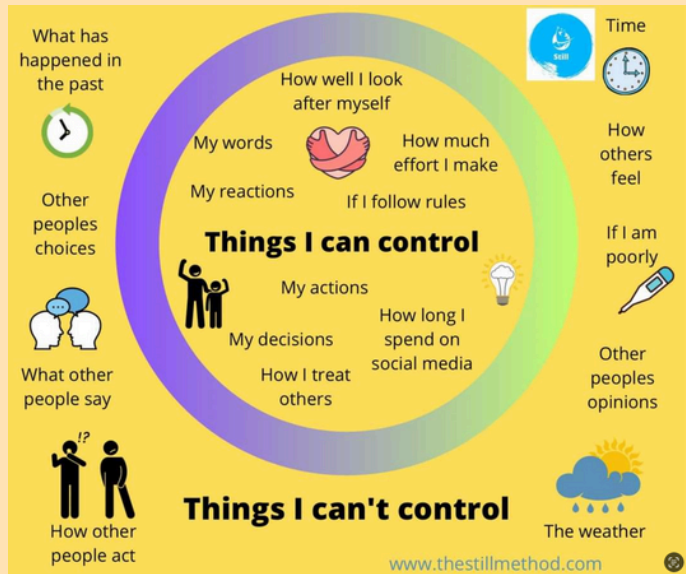 What has
happened in
the past
Other
peoples
choices
What other
people say
!?
How other
people act
How well I look
after myself
My words
How much
effort I make
My reactions
If I follow rules
Things I can control
My actions
How long I
spend on
social media
My decisions
How I treat
others
Things I can't control
Still
Time
How
others
feel
If I am
poorly
Other
peoples
opinions
The weather
www.thestillmethod.com